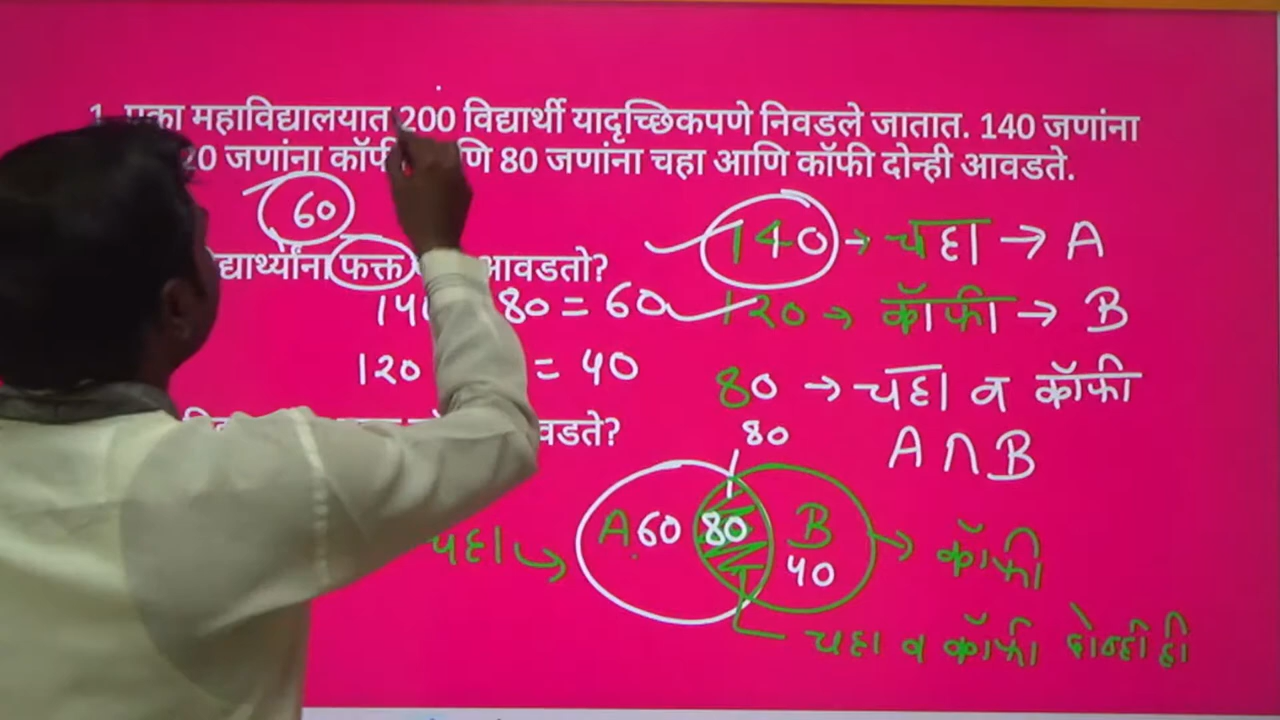 1. एका महाविद्यालयात 200 विद्यार्थी यादृच्छिकपणे निवडले जातात. 140 जणांना
20 जणांना कॉफी 80 जणांना चहा आणि कॉफी दोन्ही आवडते.
60
140 → चहा → A
फक्त आवडतो?
80 = 60
120 → कॉफी → B
120 = 40
80 → चहा व कॉफी
आवडते?
80
A ∩ B
चहा → A 60 80 B 40 → कॉफी
चहा व कॉफी दोन्ही ही